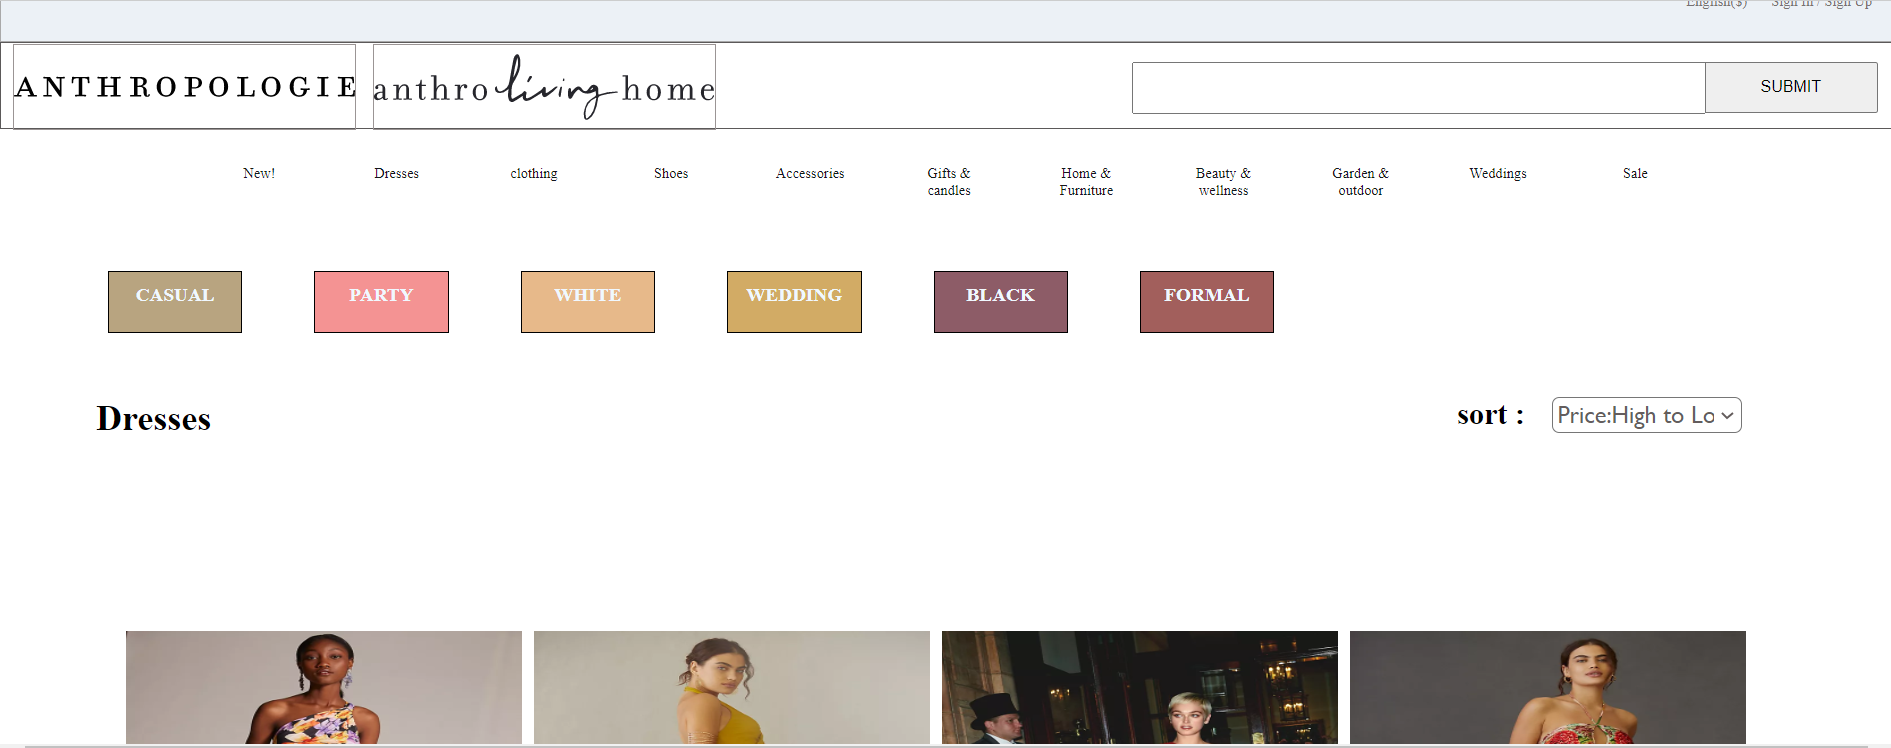 English($) Sign In / Sign Up
ANTHROPOLOGIE anthro living home SUBMIT
New! Dresses clothing Shoes Accessories Gifts & candles Home & Furniture Beauty & wellness Garden & outdoor Weddings Sale
CASUAL PARTY WHITE WEDDING BLACK FORMAL
Dresses sort : Price:High to Lo